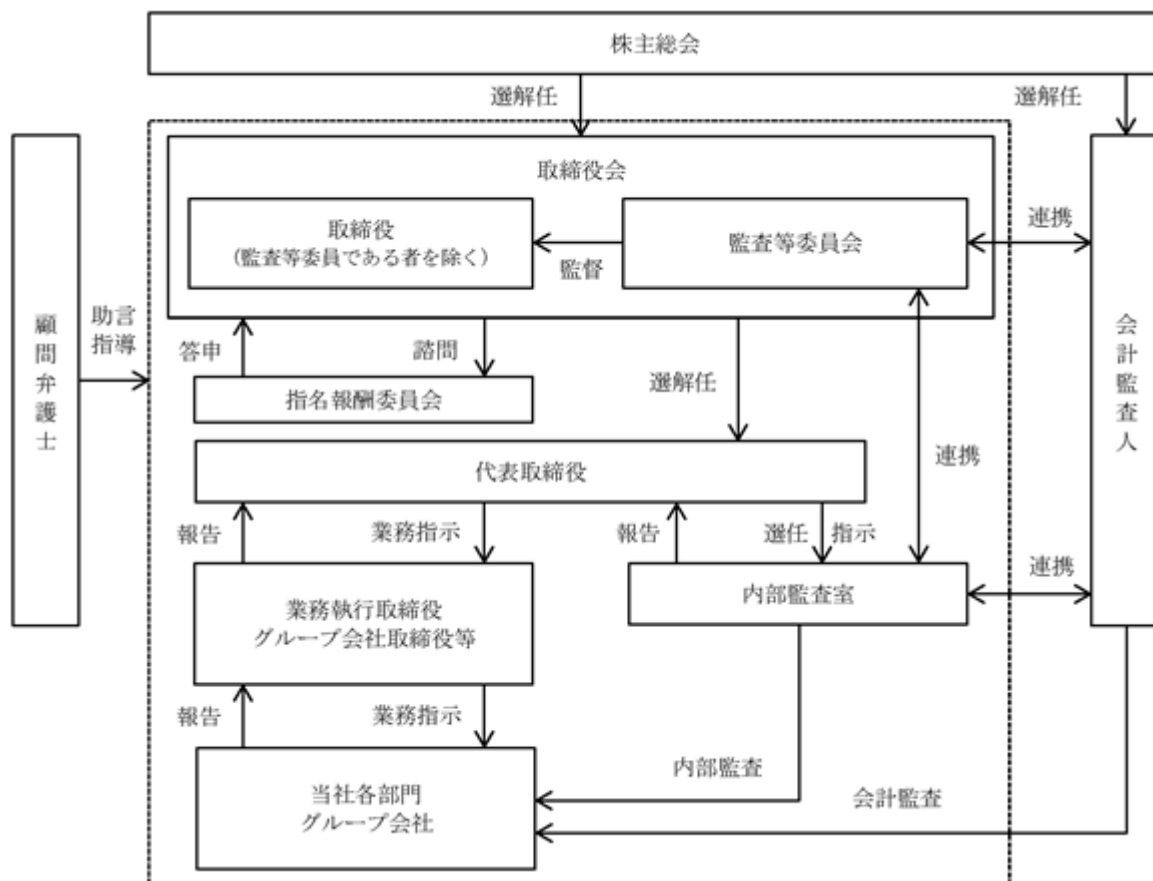 株主総会
選解任
選解任
取締役会
取締役
（監査等委員である者を除く）
監督
監査等委員会
連携
顧問弁護士
助言
指導
会計監査人
答申
諮問
選解任
指名報酬委員会
連携
代表取締役
報告
業務指示
報告
選任
指示
連携
業務執行取締役
グループ会社取締役等
内部監査室
報告
業務指示
内部監査
会計監査
当社各部門
グループ会社